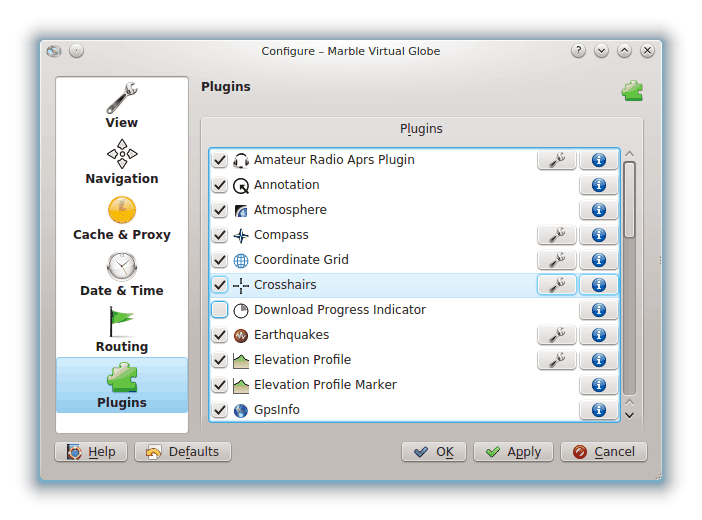 Configure – Marble Virtual Globe
?
View
Navigation
Cache & Proxy
Date & Time
Routing
Plugins
Plugins
Plugins
Amateur Radio Aprs Plugin
Annotation
Atmosphere
Compass
Coordinate Grid
Crosshairs
Download Progress Indicator
Earthquakes
Elevation Profile
Elevation Profile Marker
GpsInfo
Help
Defaults
OK
Apply
Cancel